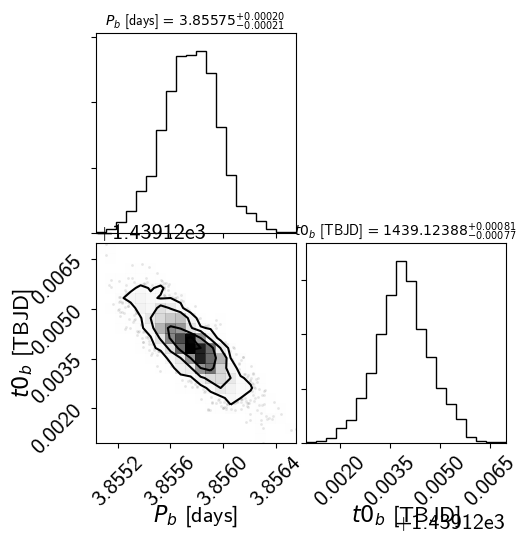 P_b [days] = 3.85575^{+0.00020}_{-0.00021}
+1.43912e3
t0_b [TBJD] = 1439.12388^{+0.00081}_{-0.00077}
0.0065
0.0050
0.0035
0.0020
t0_b [TBJD]
3.8552 3.8556 3.8560 3.8564
P_b [days]
0.0020 0.0035 0.0050 0.0065
t0_b [TBJD]
+1.43912e3